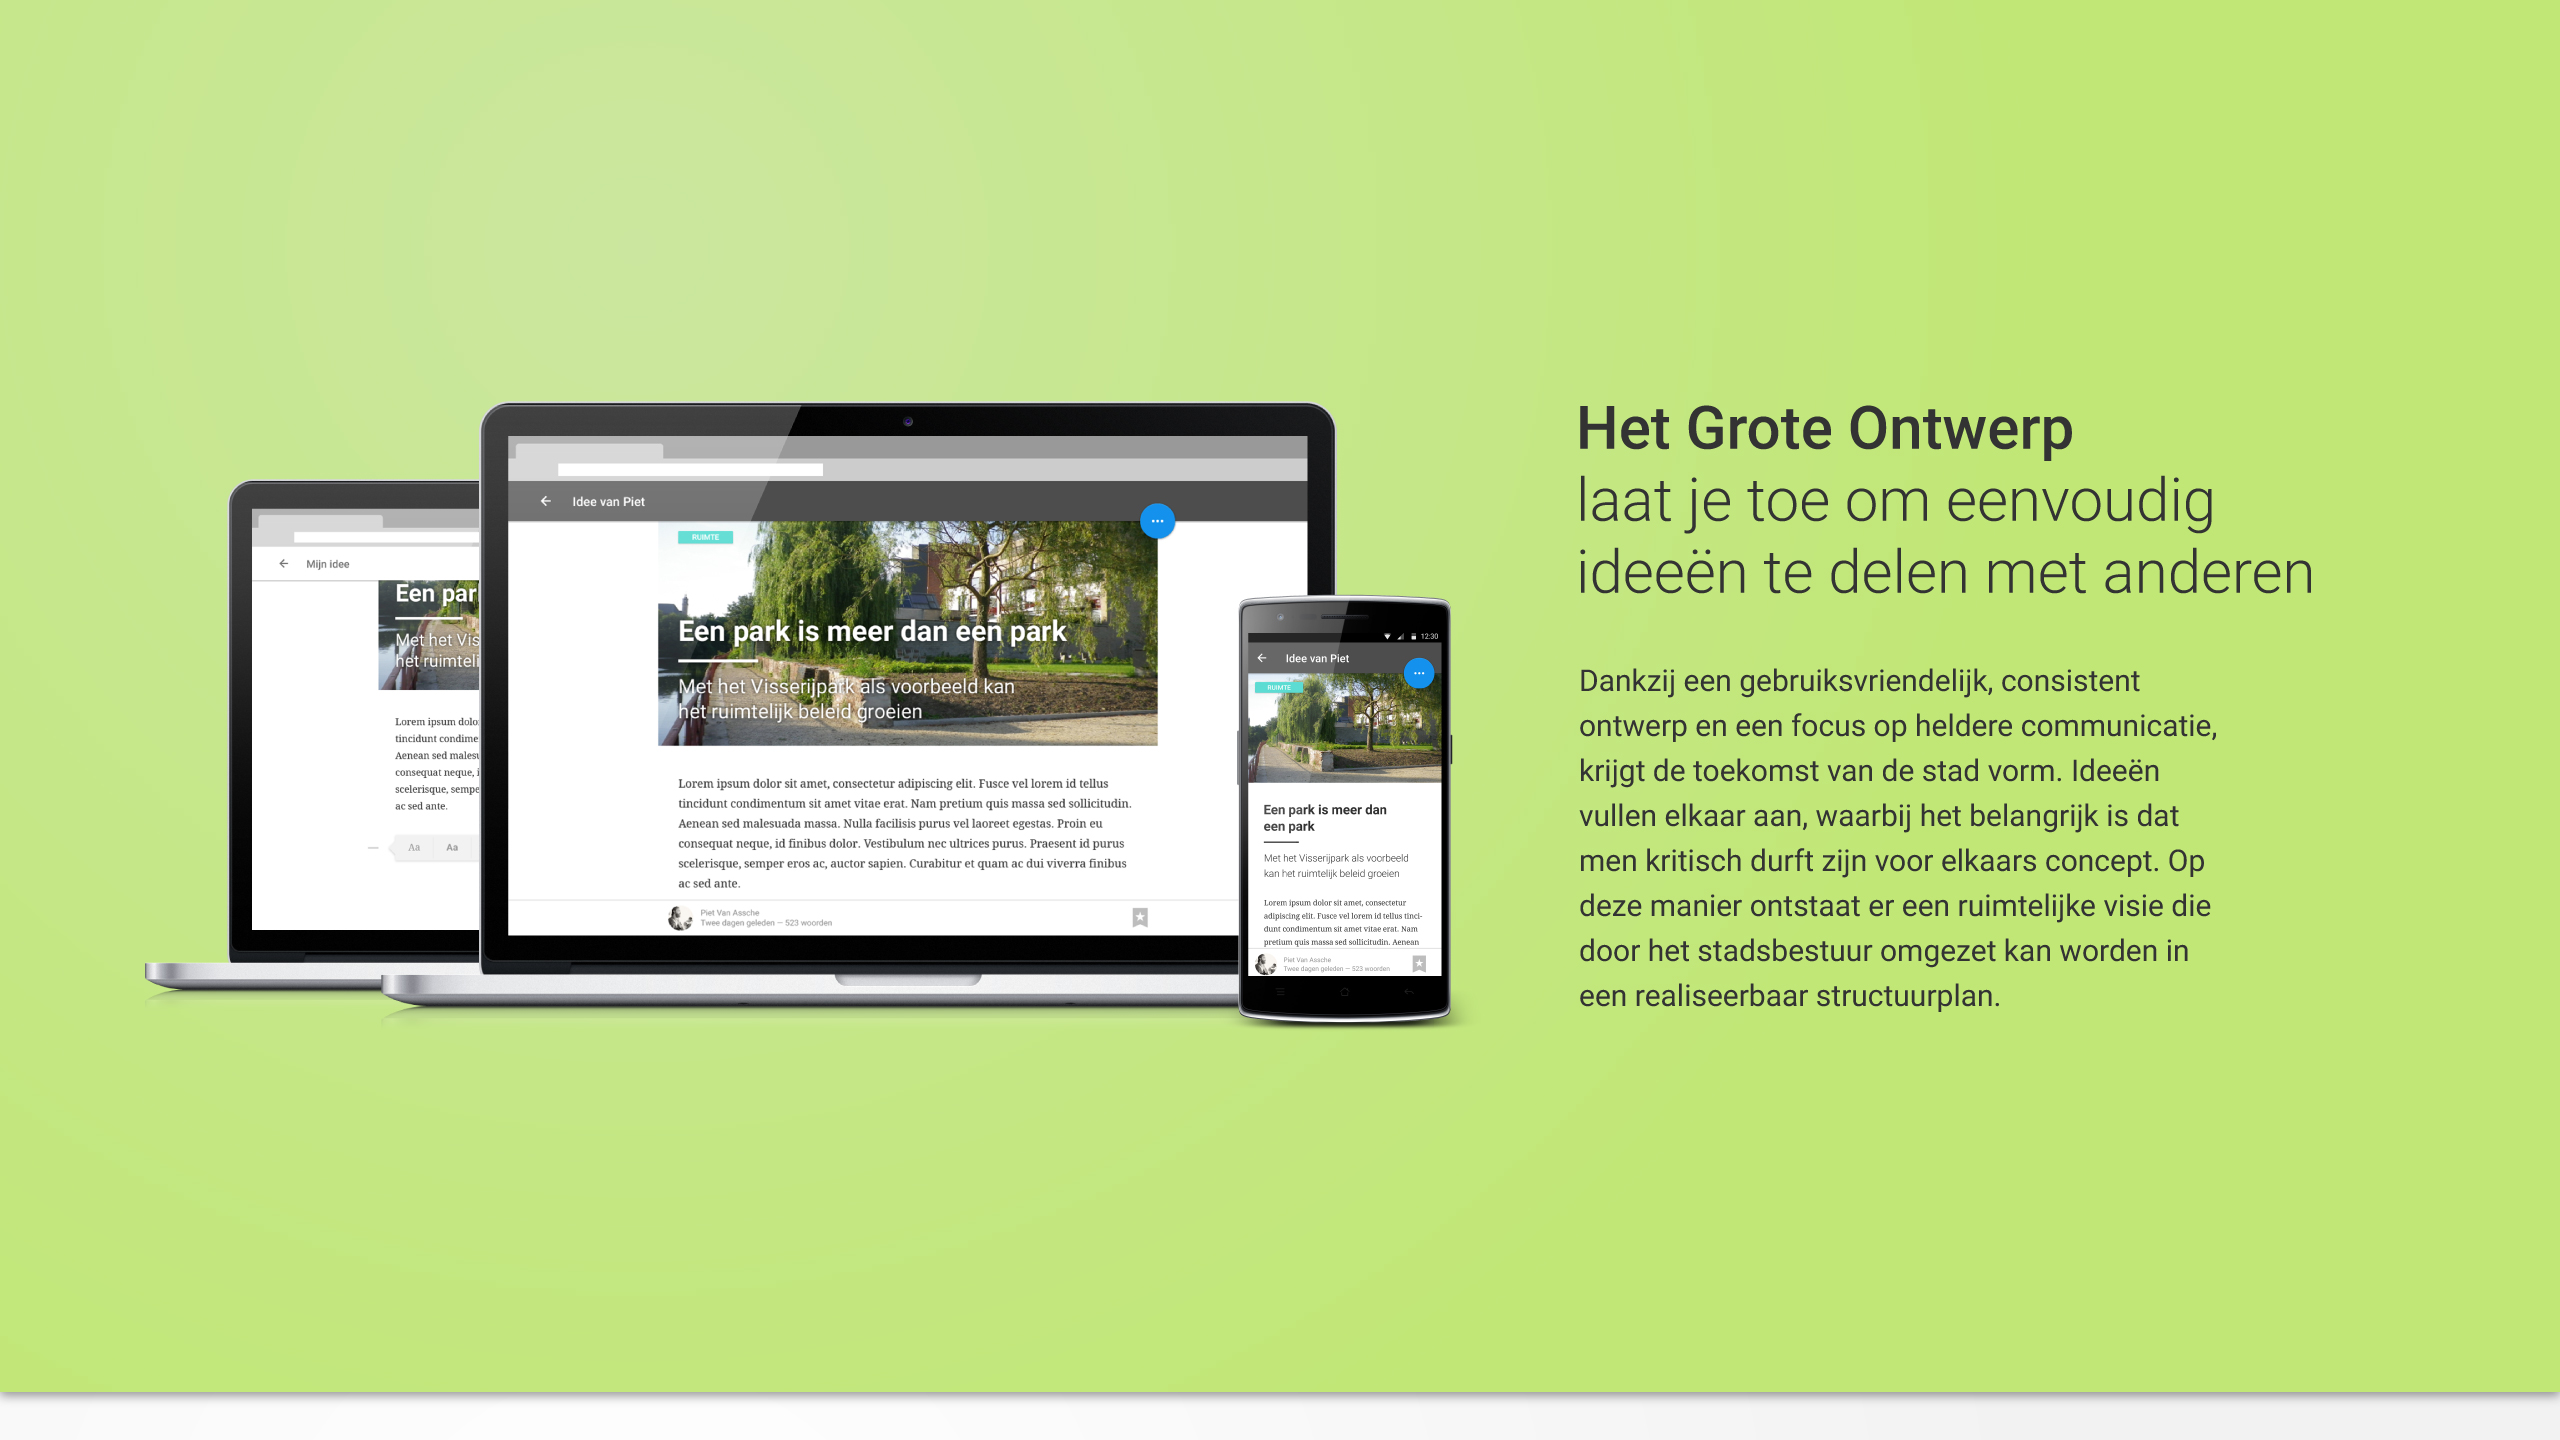 Mijn idee
Een par
Met het Vis
het ruimteli
Lorem ipsum dolo
tincidunt condime
Aenean sed malesu
consequat neque, i
scelerisque, sempe
ac sed ante.
Aa Aa
Idee van Piet
RUIMTE
Een park is meer dan een park
Met het Visserijpark als voorbeeld kan
het ruimtelijk beleid groeien
Lorem ipsum dolor sit amet, consectetur adipiscing elit. Fusce vel lorem id tellus
tincidunt condimentum sit amet vitae erat. Nam pretium quis massa sed sollicitudin.
Aenean sed malesuada massa. Nulla facilisis purus vel laoreet egestas. Proin eu
consequat neque, id finibus dolor. Vestibulum nec ultrices purus. Praesent id purus
scelerisque, semper eros ac, auctor sapien. Curabitur et quam ac dui viverra finibus
ac sed ante.
Piet Van Assche
Twee dagen geleden — 523 woorden
12:30
Idee van Piet
RUIMTE
Een park is meer dan
een park
Met het Visserijpark als voorbeeld
kan het ruimtelijk beleid groeien
Lorem ipsum dolor sit amet, consectetur
adipiscing elit. Fusce vel lorem id tellus tinci-
dunt condimentum sit amet vitae erat. Nam
pretium quis massa sed sollicitudin. Aenean
Piet Van Assche
Twee dagen geleden — 523 woorden
Het Grote Ontwerp
laat je toe om eenvoudig
ideeën te delen met anderen
Dankzij een gebruiksvriendelijk, consistent
ontwerp en een focus op heldere communicatie,
krijgt de toekomst van de stad vorm. Ideeën
vullen elkaar aan, waarbij het belangrijk is dat
men kritisch durft zijn voor elkaars concept. Op
deze manier ontstaat er een ruimtelijke visie die
door het stadsbestuur omgezet kan worden in
een realiseerbaar structuurplan.